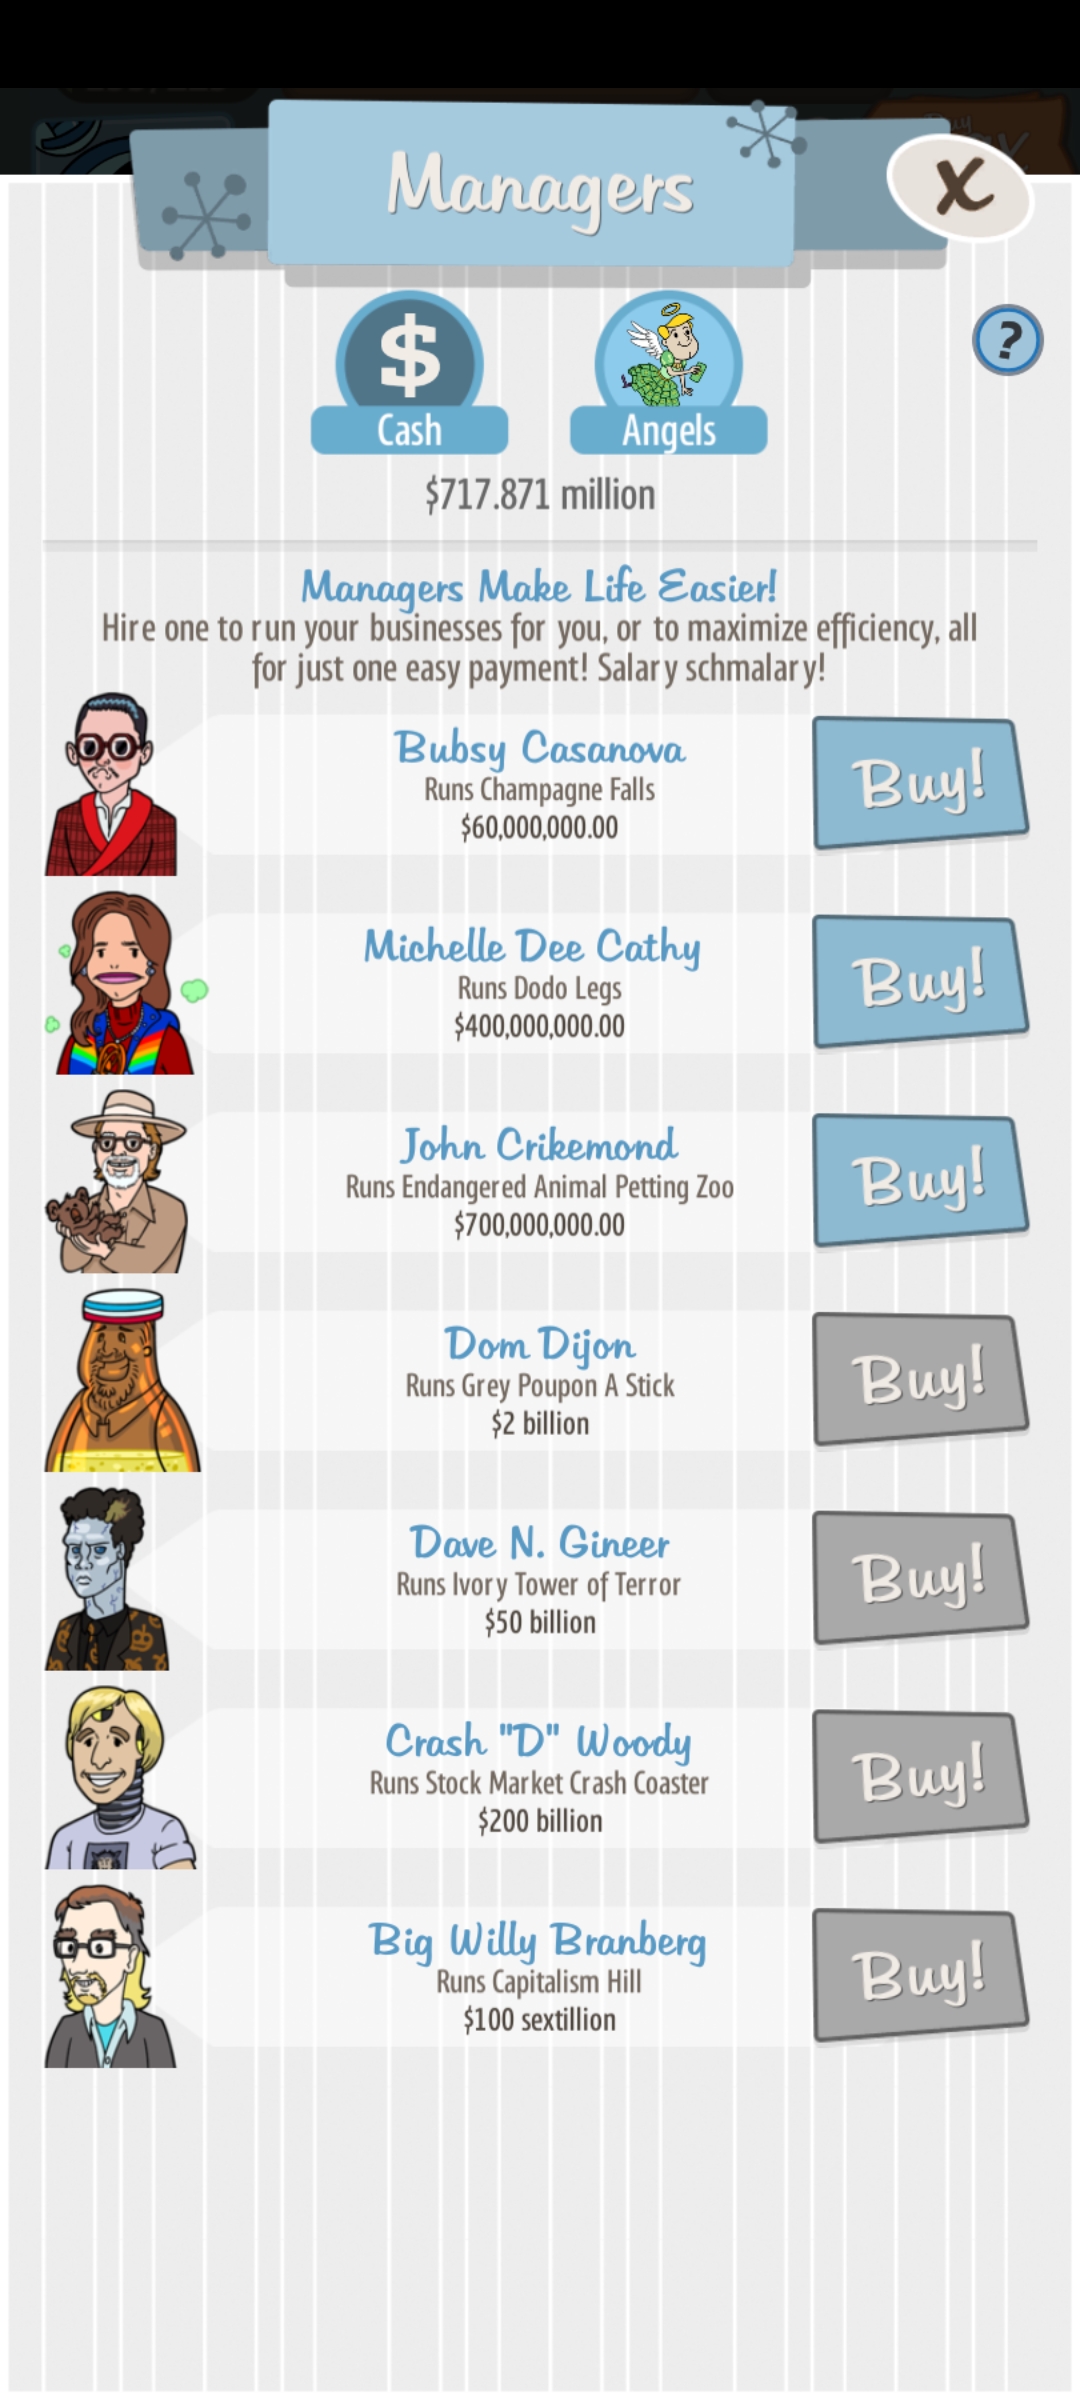 Managers
X
$
?
Cash
Angels
$717.871 million
Managers Make Life Easier!
Hire one to run your businesses for you, or to maximize efficiency, all
for just one easy payment! Salary schmalary!
Bubsy Casanova
Runs Champagne Falls
$60,000,000.00
Buy!
Michelle Dee Cathy
Runs Dodo Legs
$400,000,000.00
Buy!
John Crikemond
Runs Endangered Animal Petting Zoo
$700,000,000.00
Buy!
Dom Dijon
Runs Grey Poupon A Stick
$2 billion
Buy!
Dave N. Gineer
Runs Ivory Tower of Terror
$50 billion
Buy!
Crash "D" Woody
Runs Stock Market Crash Coaster
$200 billion
Buy!
Big Willy Branberg
Runs Capitalism Hill
$100 sextillion
Buy!